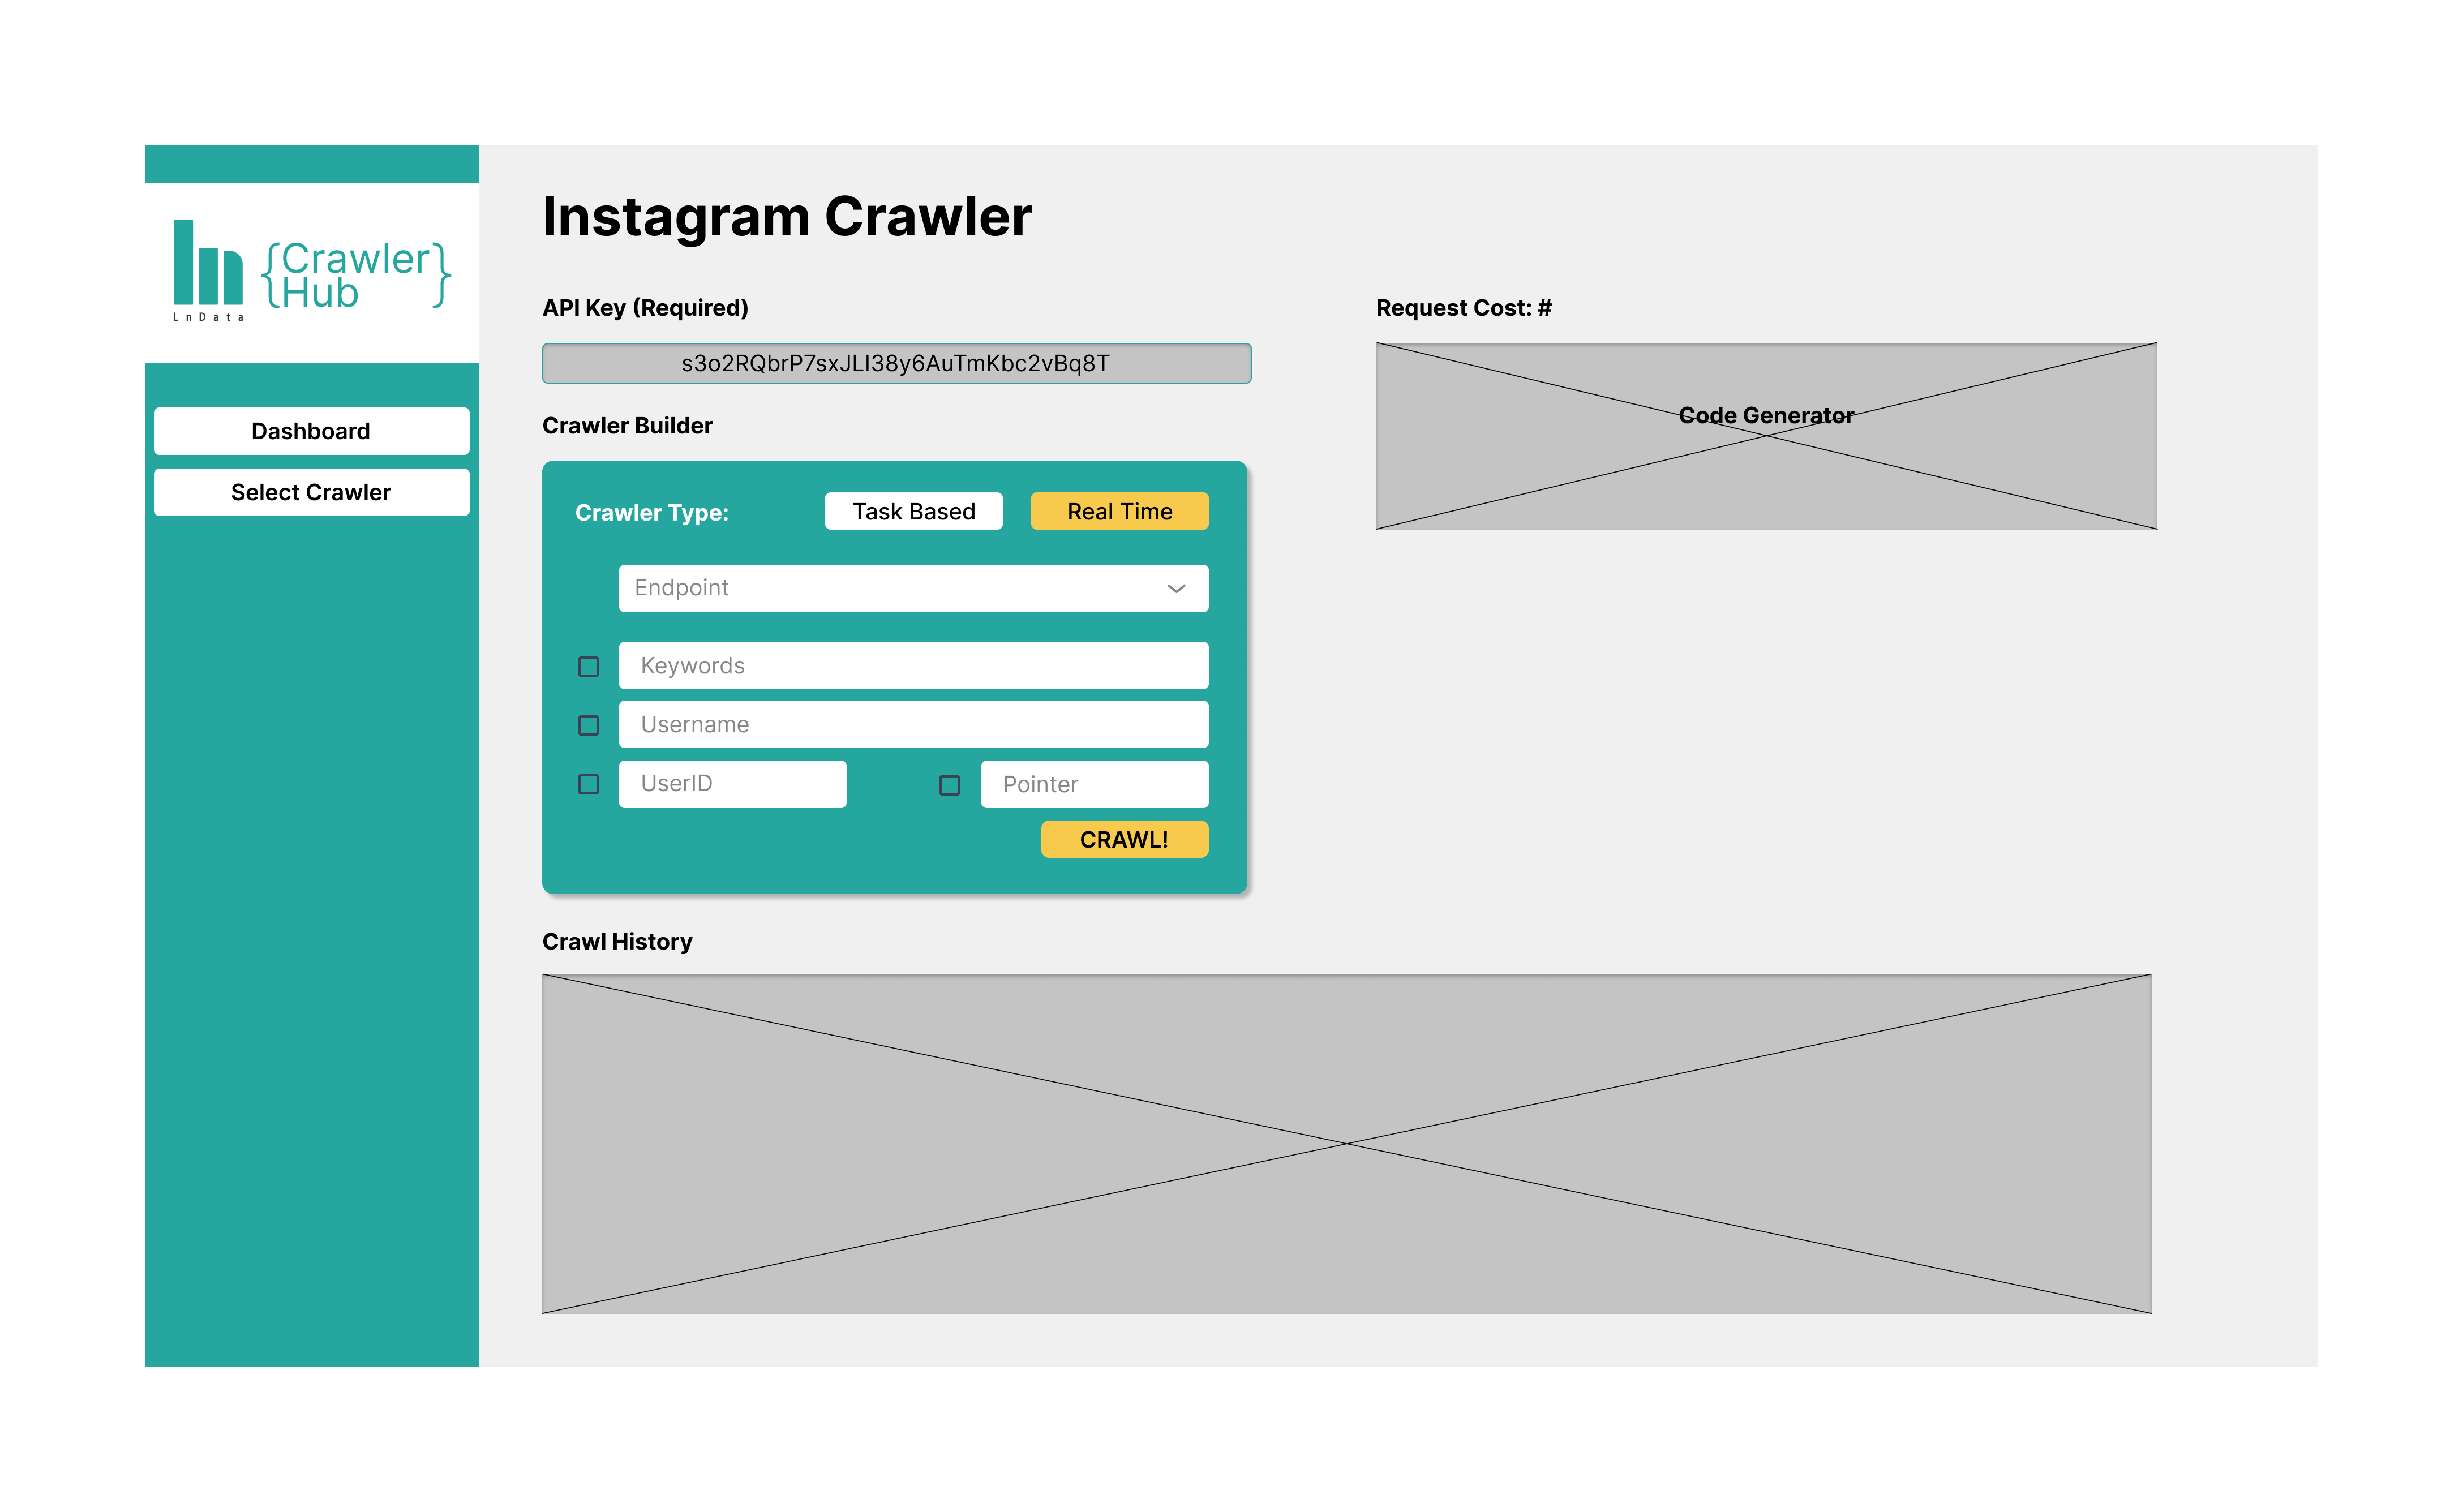 Instagram Crawler
{Crawler}
{Hub}
LnData
API Key (Required)
Request Cost: #
s3o2RQbrP7sxJLI38y6AuTmKbc2vBq8T
Code Generator
Dashboard
Select Crawler
Crawler Builder
Crawler Type:
Task Based
Real Time
Endpoint
Keywords
Username
UserID
Pointer
CRAWL!
Crawl History